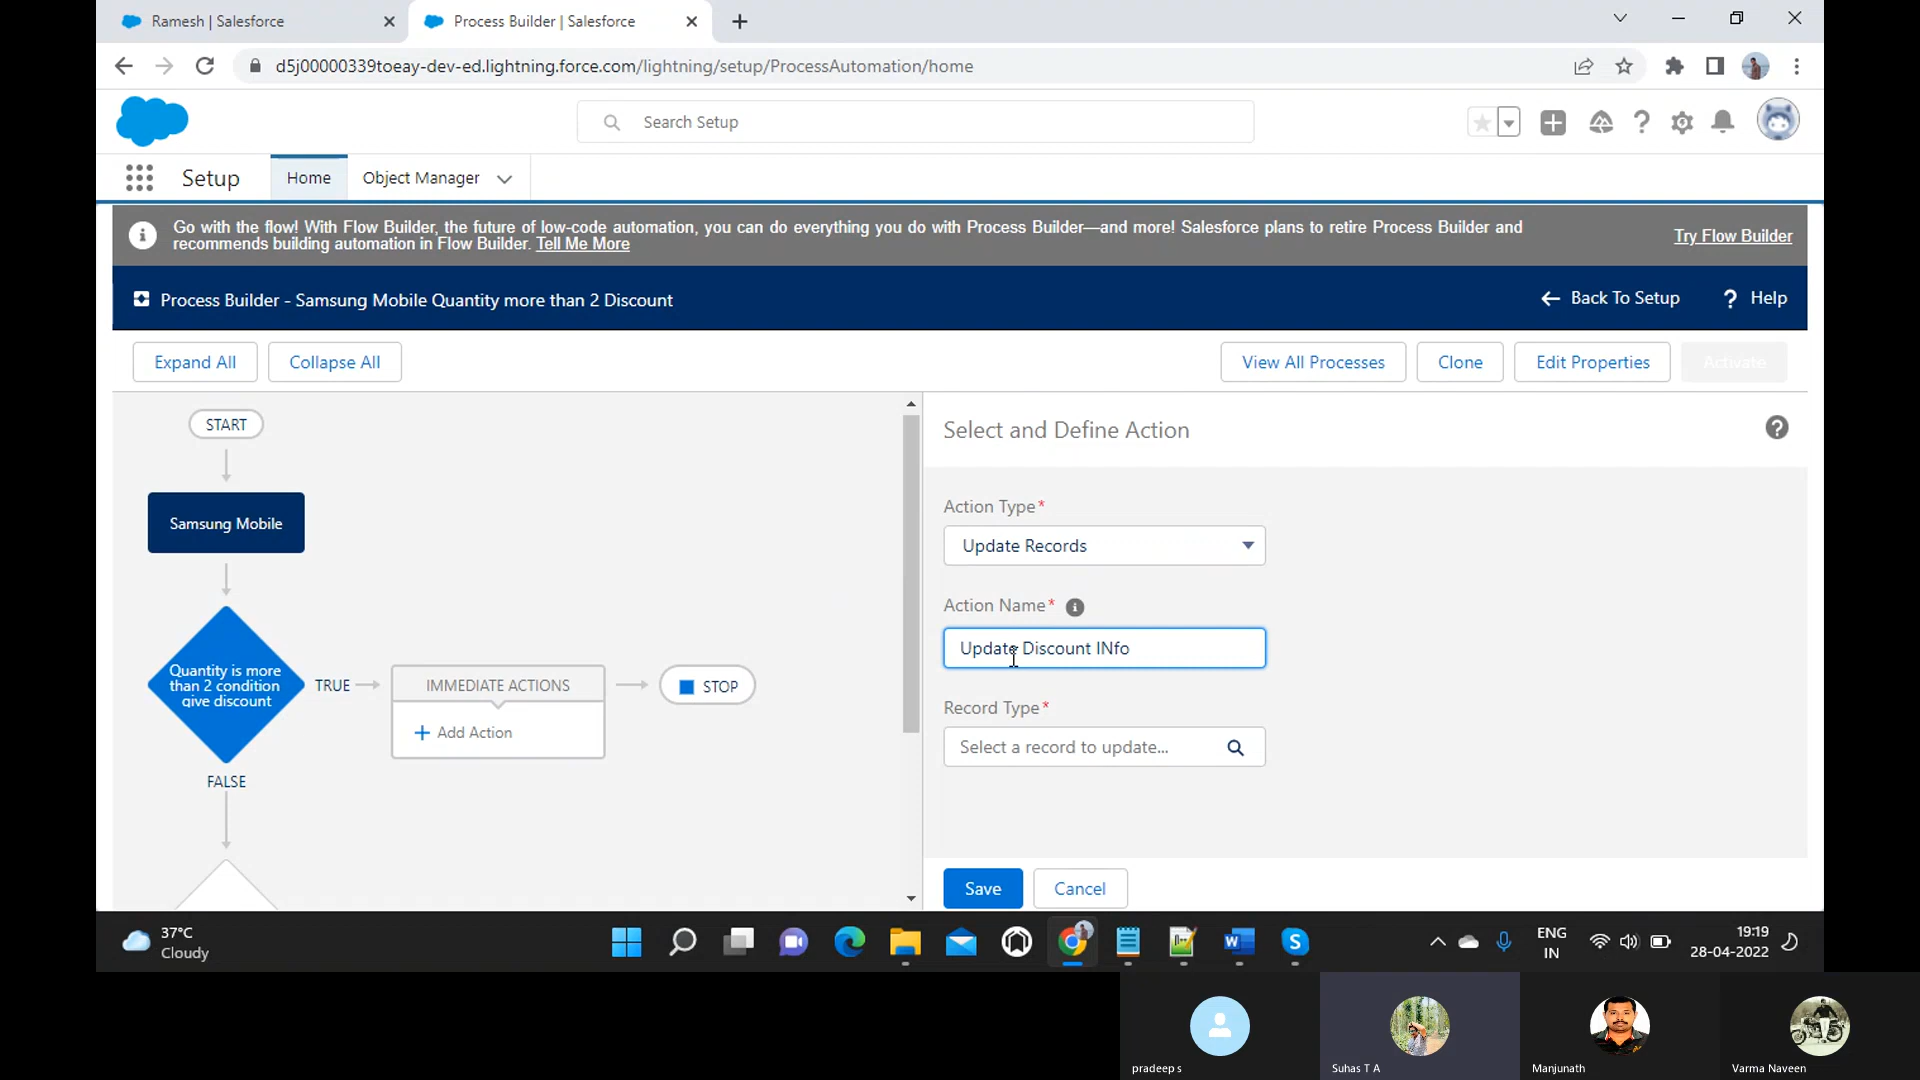 Ramesh | Salesforce
Process Builder | Salesforce
d5j00000339toeay-dev-ed.lightning.force.com/lightning/setup/ProcessAutomation/home
Search Setup
Setup
Home
Object Manager
Go with the flow! With Flow Builder, the future of low-code automation, you can do everything you do with Process Builder—and more! Salesforce plans to retire Process Builder and
recommends building automation in Flow Builder. Tell Me More
Try Flow Builder
Process Builder - Samsung Mobile Quantity more than 2 Discount
Back To Setup
? Help
Expand All
Collapse All
View All Processes
Clone
Edit Properties
Activate
START
Samsung Mobile
Quantity is more
than 2 condition
give discount
TRUE
IMMEDIATE ACTIONS
+ Add Action
STOP
FALSE
Select and Define Action
Action Type*
Update Records
Action Name*
Update Discount INfo
Record Type*
Select a record to update...
Save
Cancel
37°C
Cloudy
ENG
IN
19:19
28-04-2022
pradeep s
Suhas T A
Manjunath
Varma Naveen